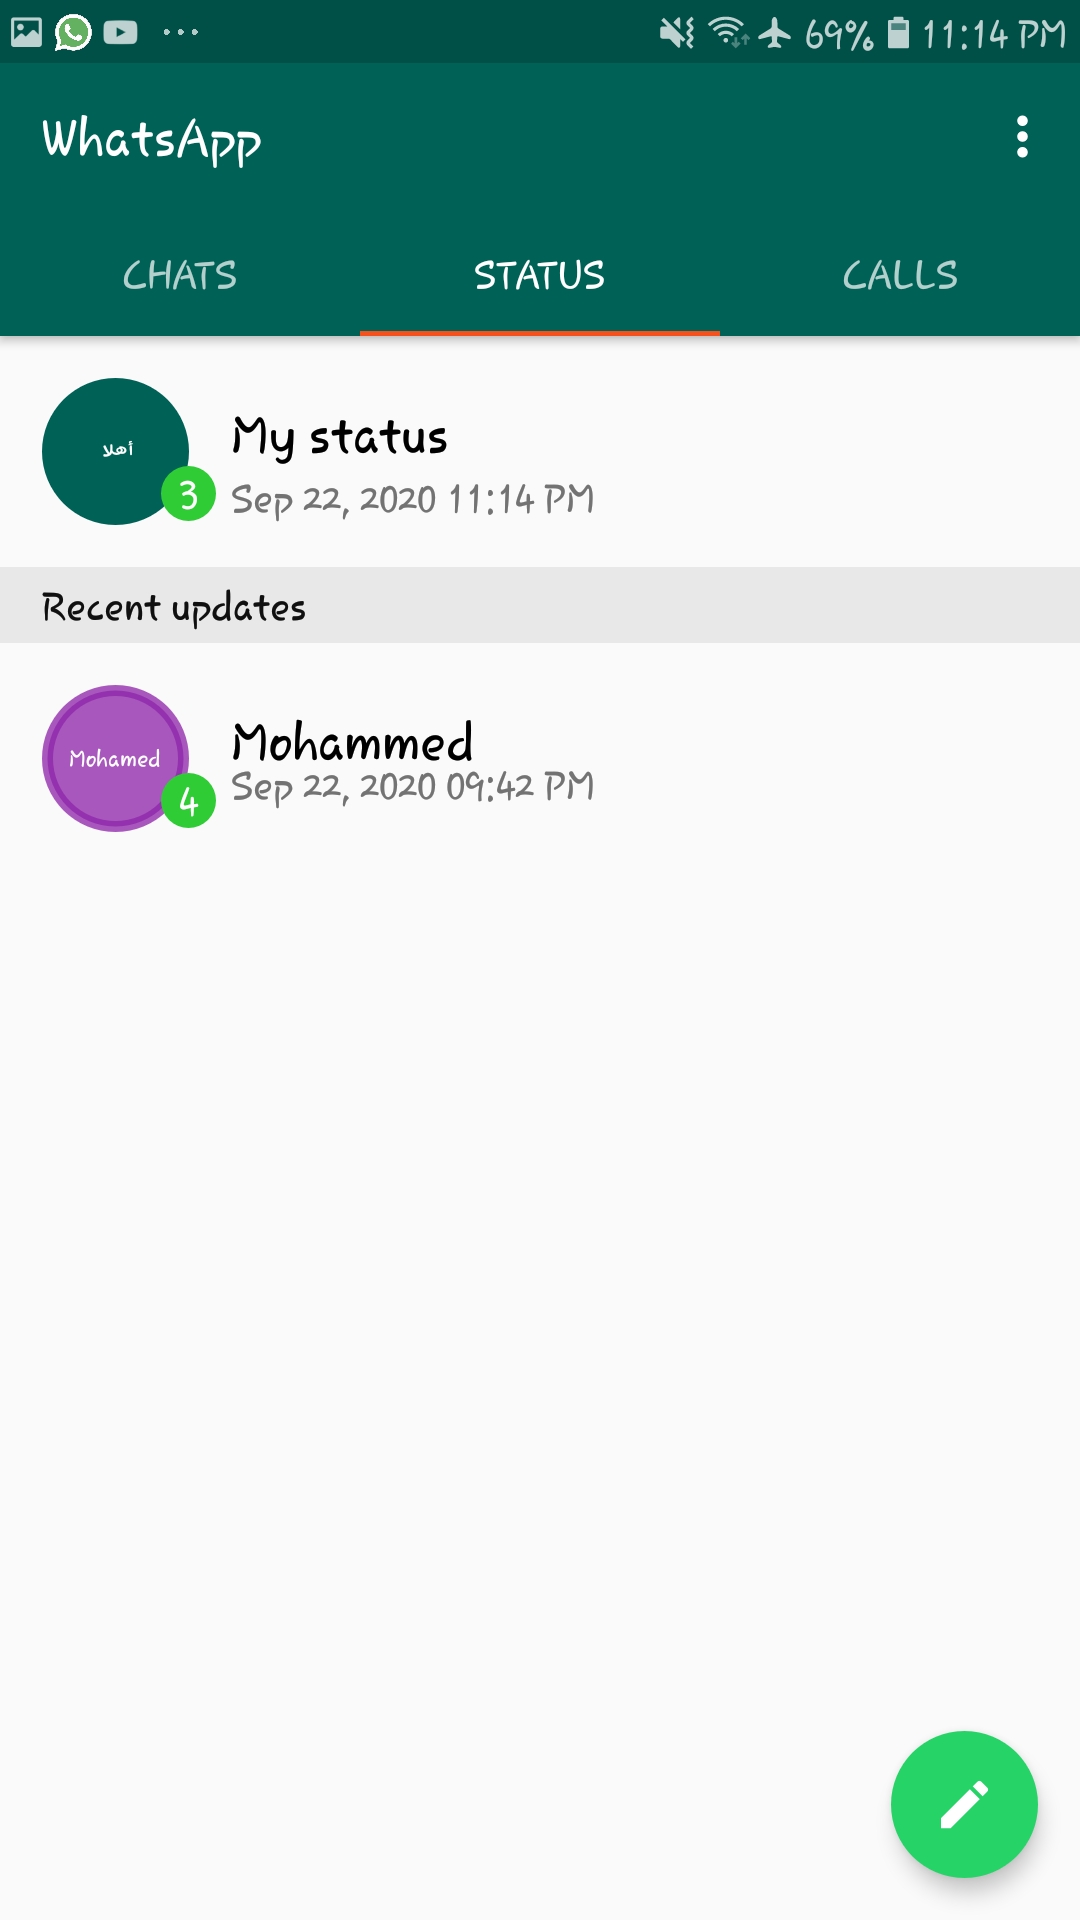 69% 11:14 PM
WhatsApp
CHATS STATUS CALLS
أهلا
3
My status
Sep 22, 2020 11:14 PM
Recent updates
Mohamed
4
Mohammed
Sep 22, 2020 09:42 PM